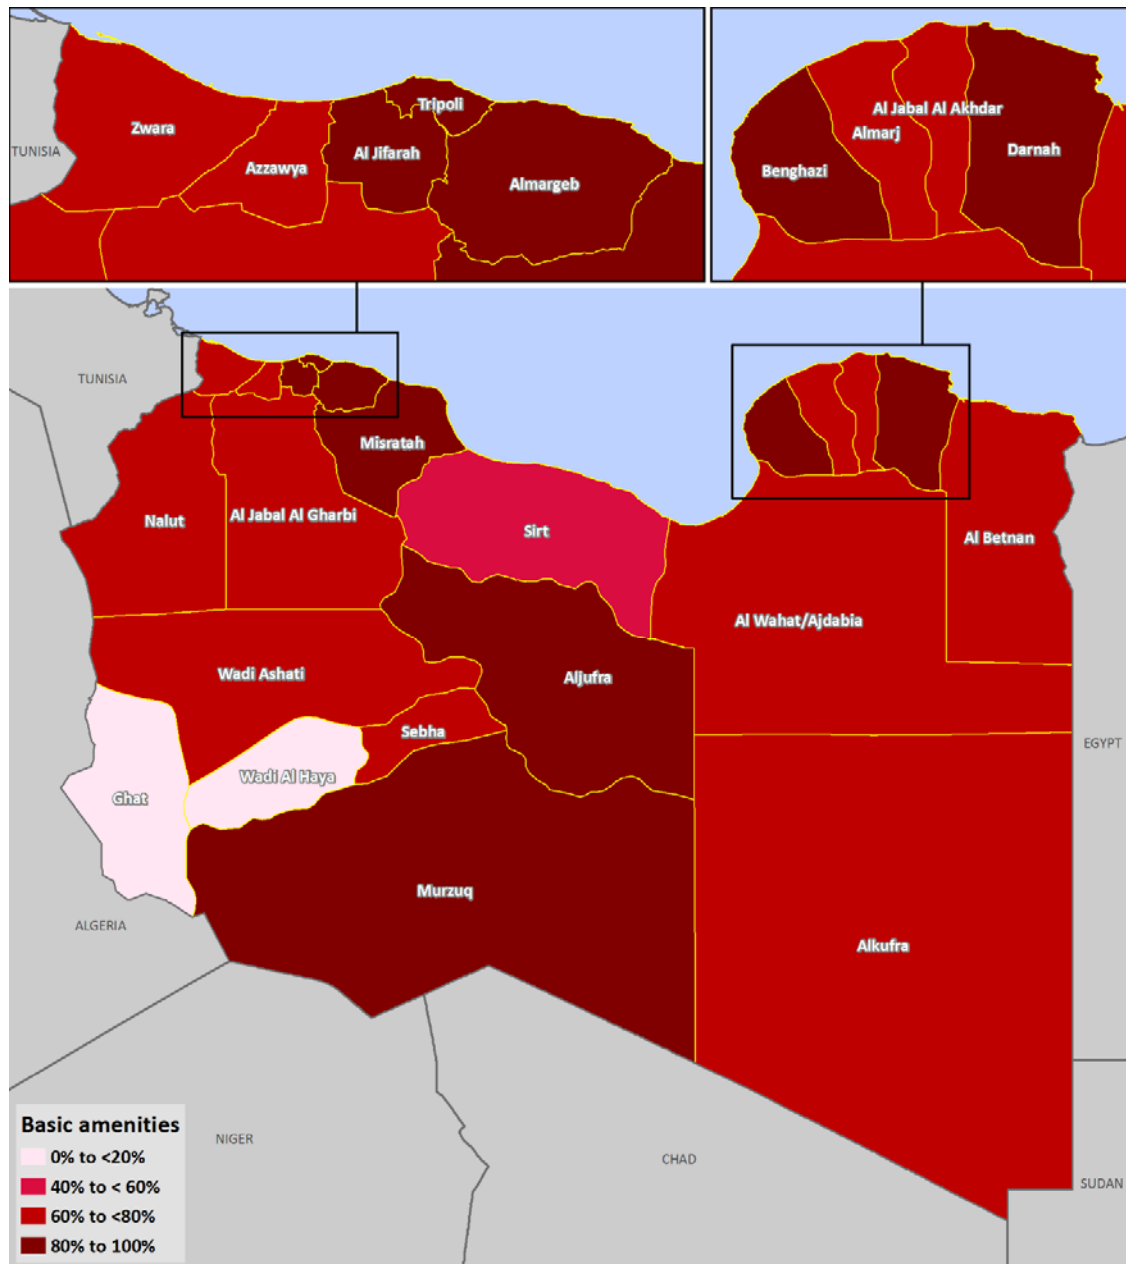 Zwara
TUNISIA
Azzawya
Al Jifarah
Tripoli
Almargeb
Al Jabal Al Akhdar
Almarj
Benghazi
Darnah
TUNISIA
Misratah
Nalut
Al Jabal Al Gharbi
Sirt
Al Betnan
Al Wahat/Ajdabia
Wadi Ashati
Aljufra
Sebha
EGYPT
Wadi Al Haya
Ghat
Murzuq
ALGERIA
Alkufra
NIGER
CHAD
SUDAN
Basic amenities
0% to <20%
40% to < 60%
60% to <80%
80% to 100%